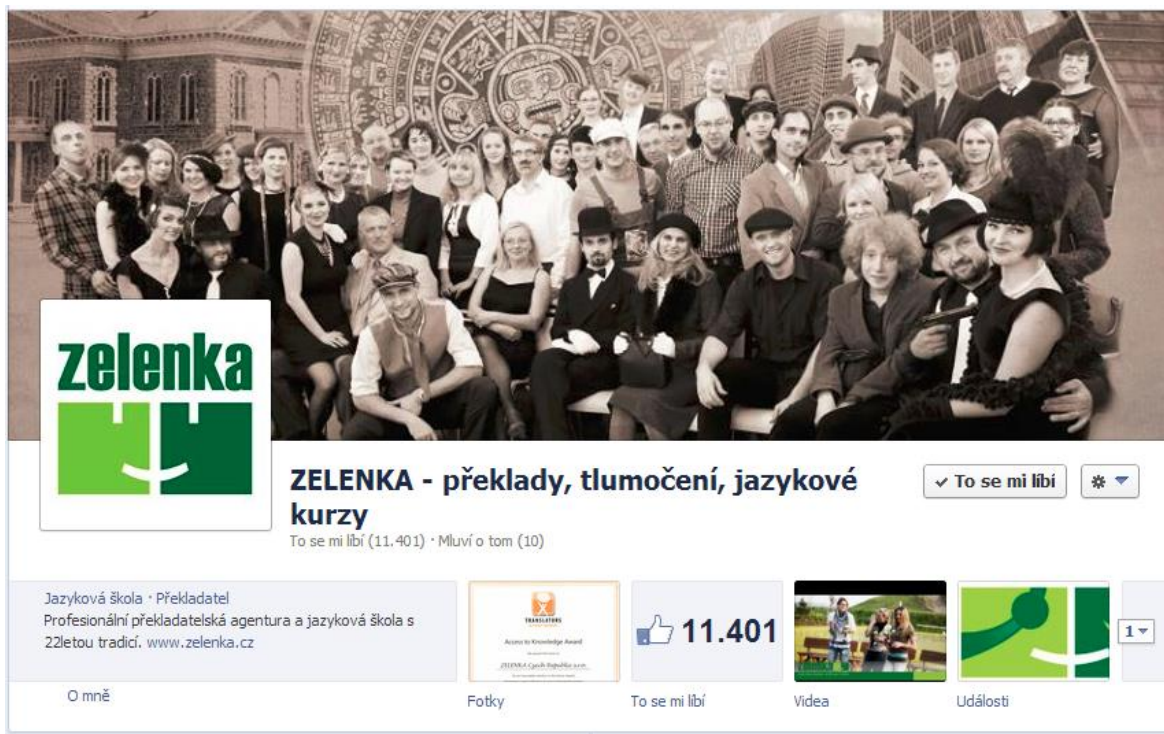 zelenka
ZELENKA - překlady, tlumočení, jazykové
kurzy
To se mi líbí
To se mi líbí (11.401) · Mluví o tom (10)
Jazyková škola · Překladatel
Profesionální překladatelská agentura a jazyková škola s
22letou tradicí. www.zelenka.cz
O mně
TRANSLATORS
Access to Knowledge Award
ZELENKA Czech Republic s.r.o.
Fotky
11.401
To se mi líbí
Videa
Události
1